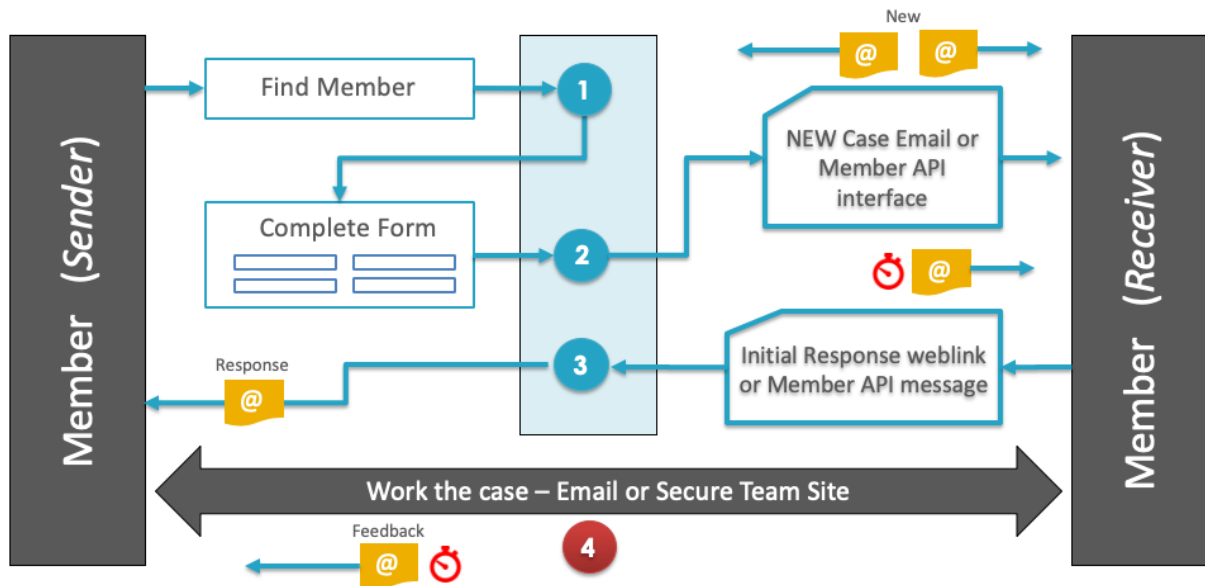 Member (Sender)
Find Member
1
New
@ @
Member (Receiver)
NEW Case Email or
Member API
interface
Complete Form
2
@
3
Initial Response weblink
or Member API message
Response
@
Work the case – Email or Secure Team Site
Feedback
@
4